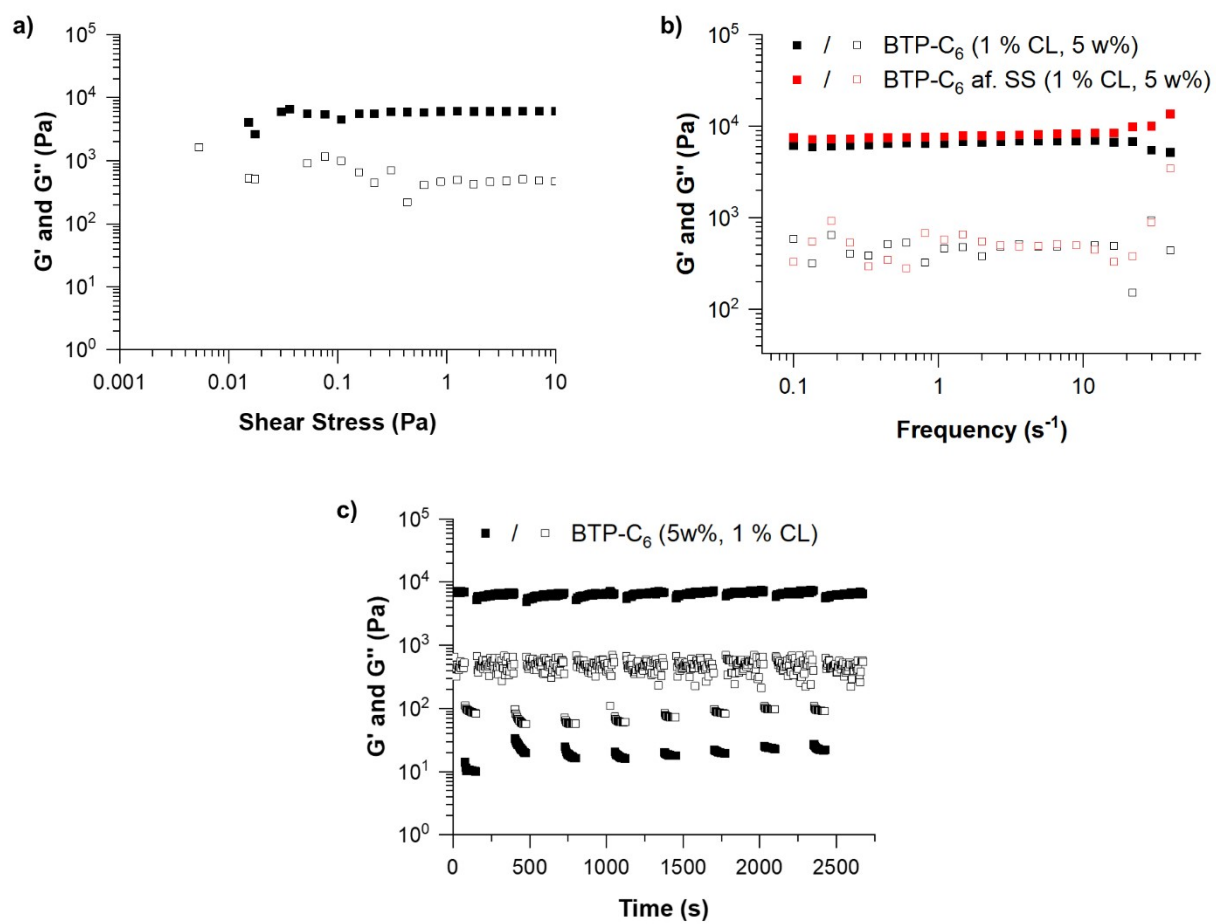 a)
G' and G'' (Pa)
10⁵
10⁴
10³
10²
10¹
10⁰
0.001
0.01
0.1
1
10
Shear Stress (Pa)
b)
/ BTP-C₆ (1 % CL, 5 w%)
/ BTP-C₆ af. SS (1 % CL, 5 w%)
G' and G'' (Pa)
10⁵
10⁴
10³
10²
0.1
1
10
Frequency (s⁻¹)
c)
/ BTP-C₆ (5w%, 1 % CL)
G' and G'' (Pa)
10⁵
10⁴
10³
10²
10¹
10⁰
0
500
1000
1500
2000
2500
Time (s)